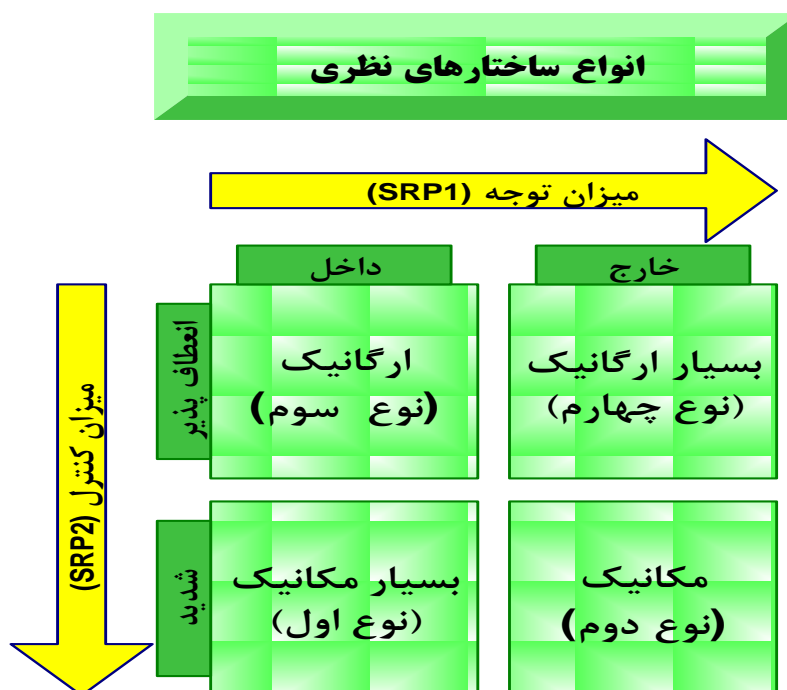 انواع ساختارهای نظری
میزان توجه (SRP1)
خارج
داخل
میزان کنترل (SRP2)
انعطاف پذیر
بسیار ارگانیک
(نوع چهارم)
ارگانیک
(نوع سوم)
شدید
مکانیک
(نوع دوم)
بسیار مکانیک
(نوع اول)